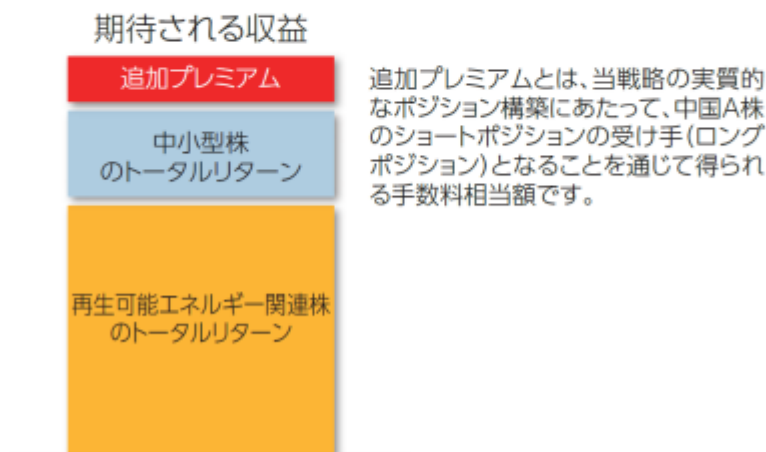 期待される収益
追加プレミアム
中小型株
のトータルリターン
再生可能エネルギー関連株
のトータルリターン
追加プレミアムとは、当戦略の実質的
なポジション構築にあたって、中国A株
のショートポジションの受け手(ロング
ポジション)となることを通じて得られ
る手数料相当額です。